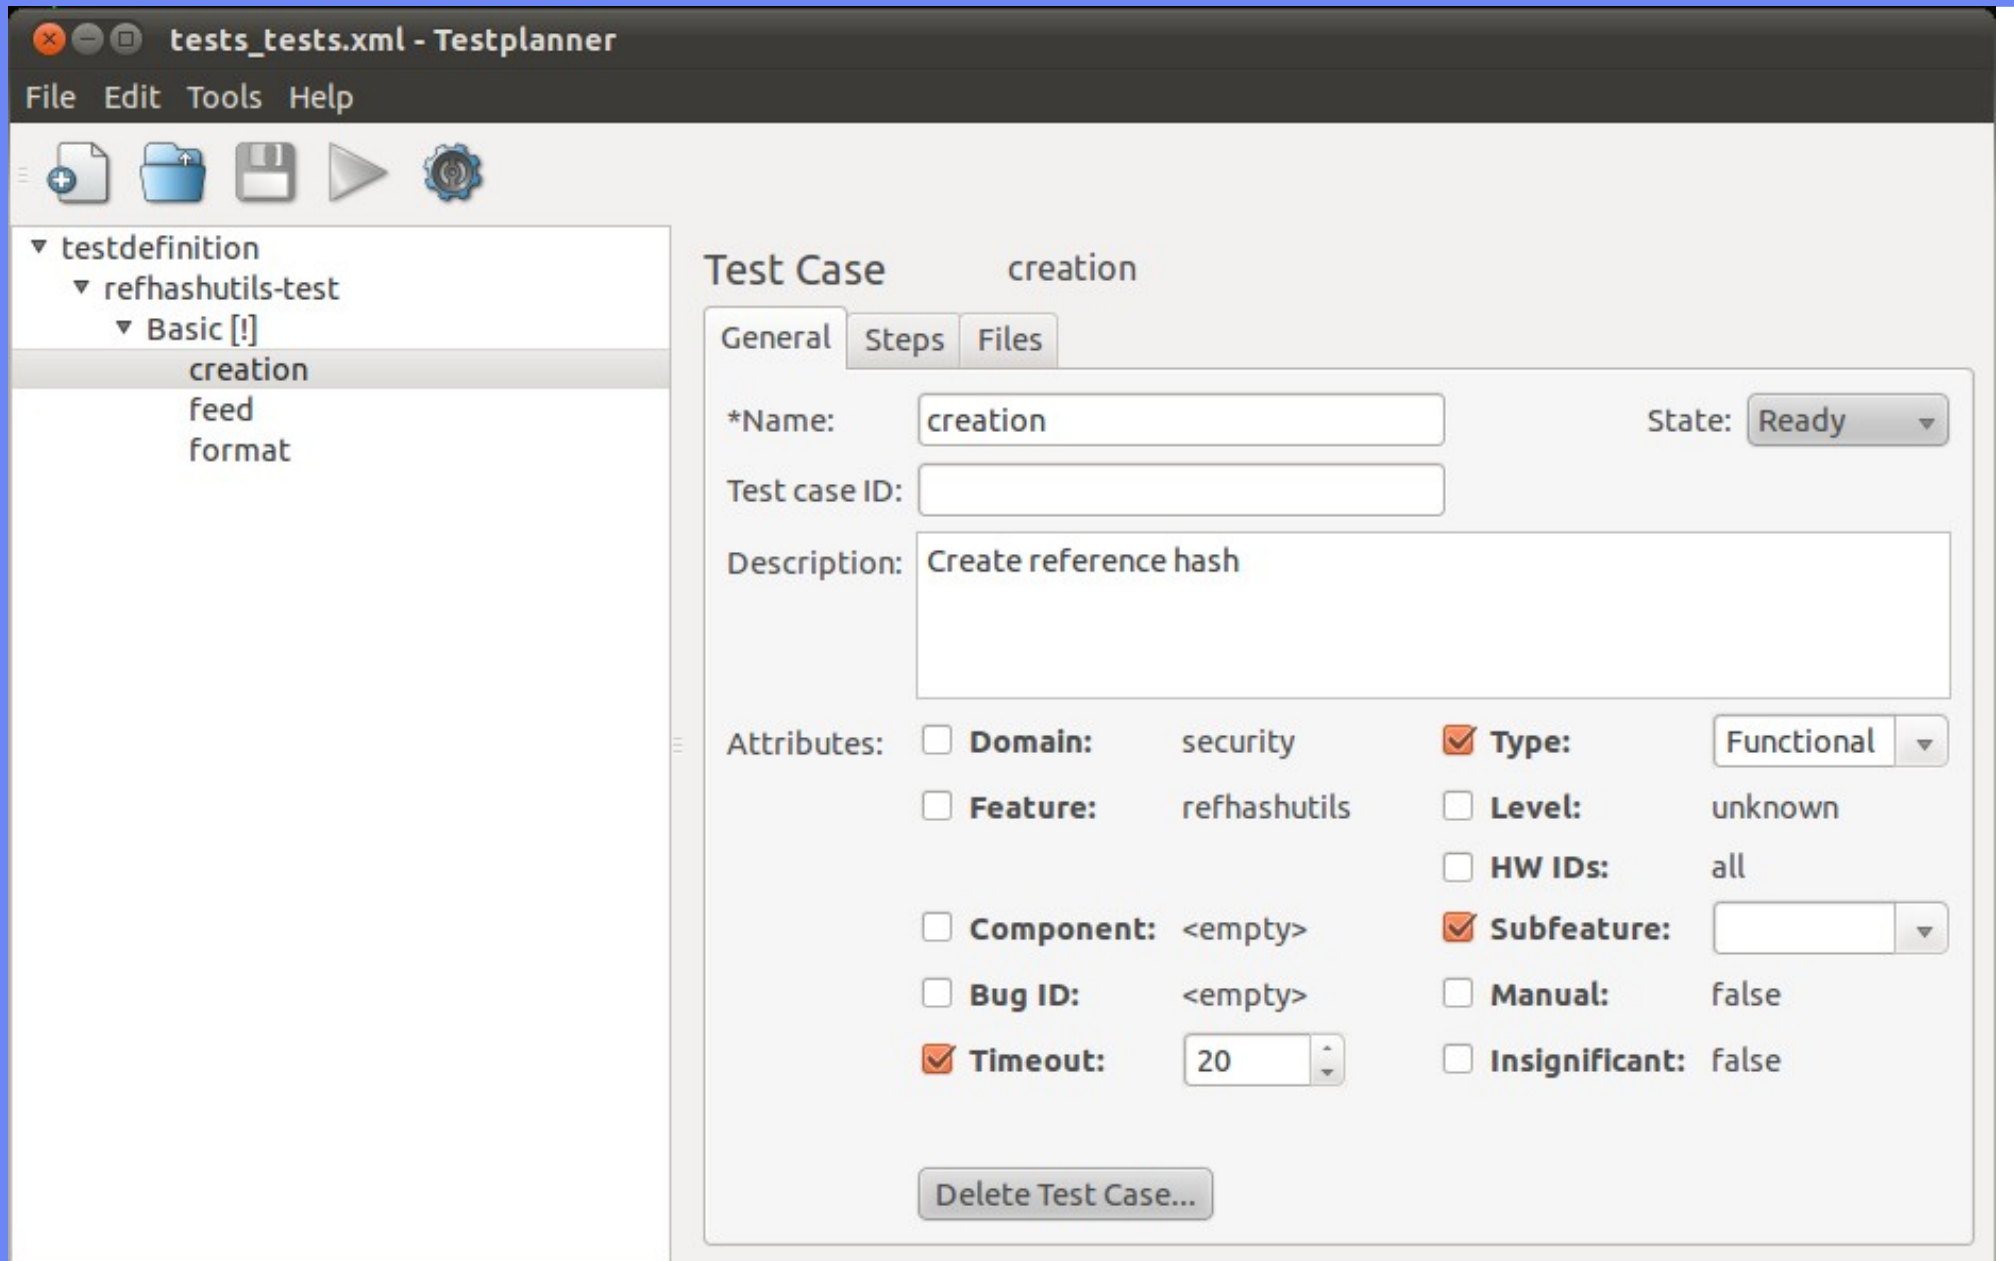 tests_tests.xml - Testplanner
File Edit Tools Help
testdefinition
refhashutils-test
Basic [!]
creation
feed
format
Test Case creation
General Steps Files
*Name: creation State: Ready
Test case ID:
Description: Create reference hash
Attributes: Domain: security Type: Functional
Feature: refhashutils Level: unknown
HW IDs: all
Component: <empty> Subfeature:
Bug ID: <empty> Manual: false
Timeout: 20 Insignificant: false
Delete Test Case...